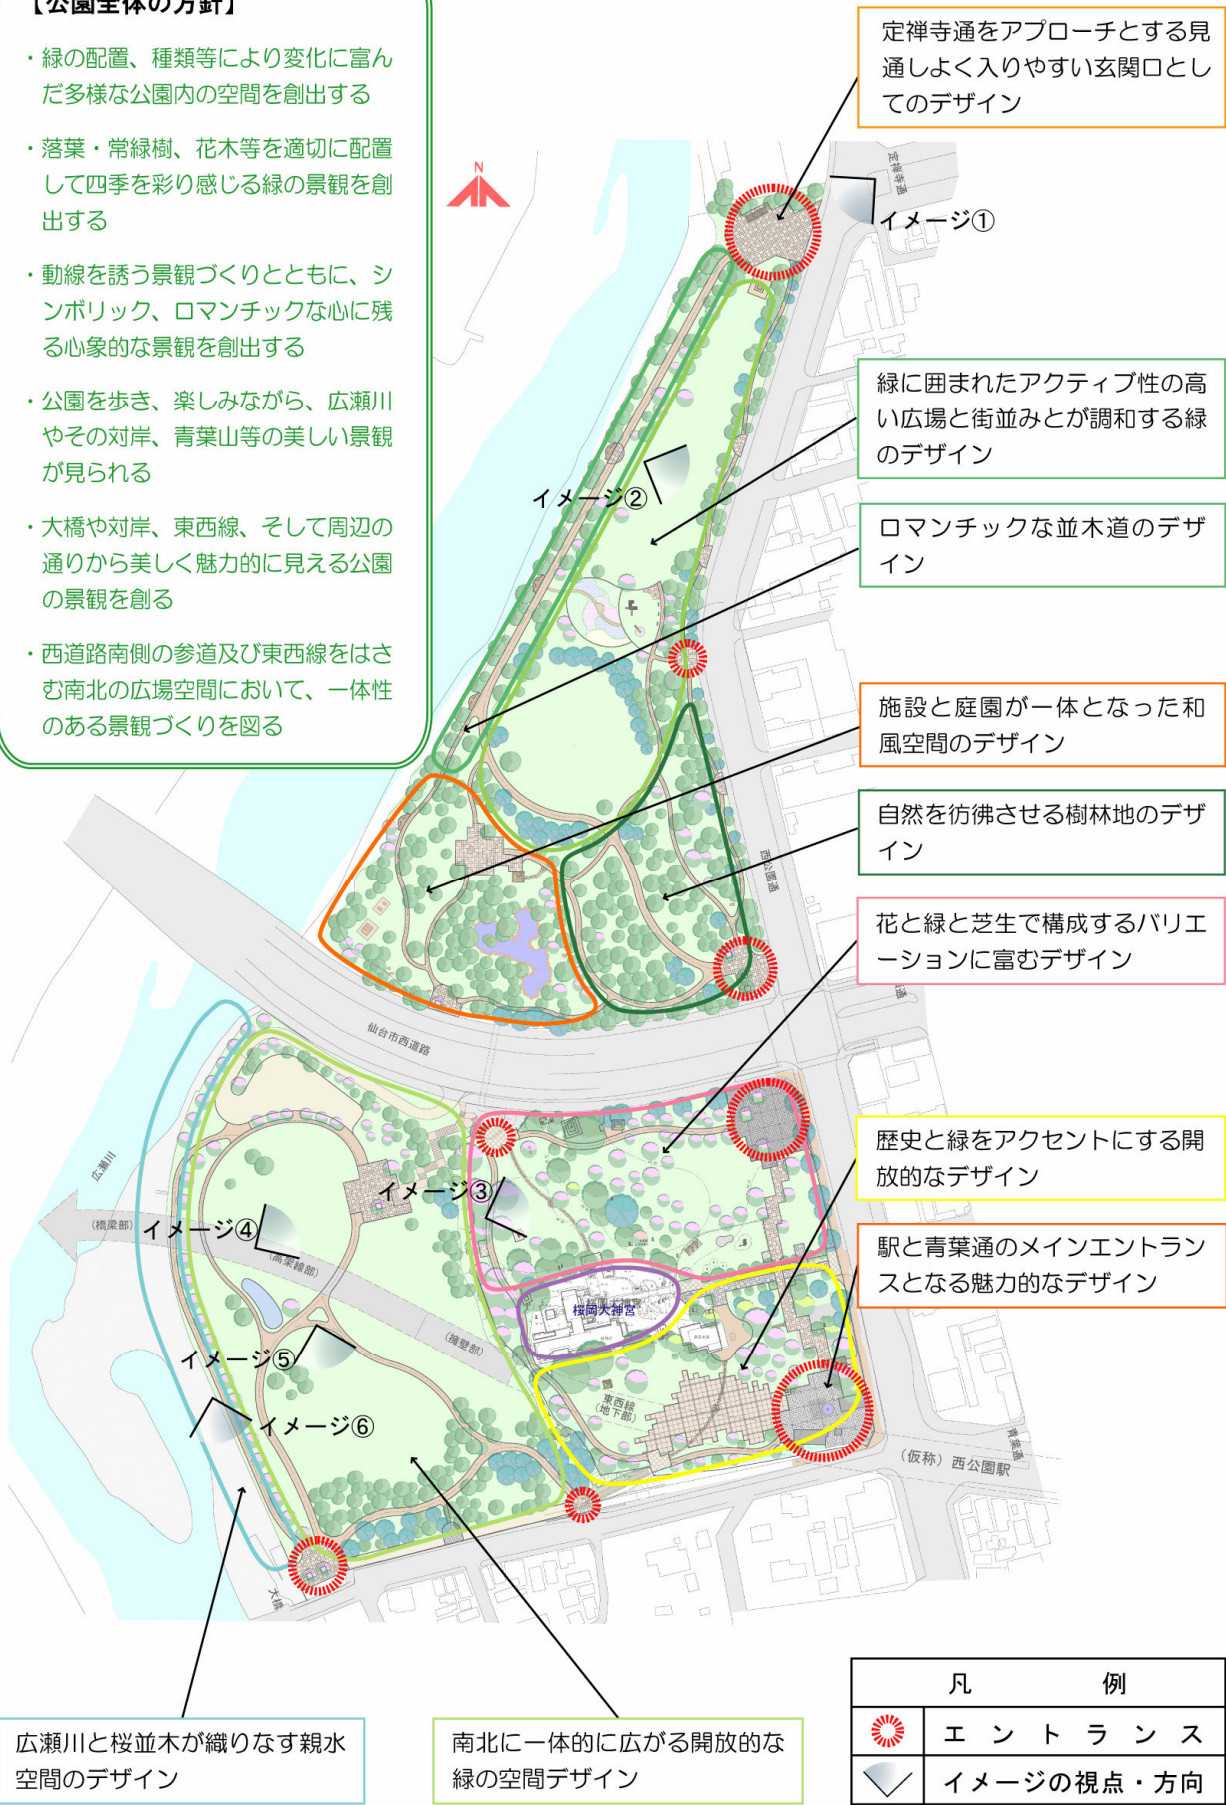 【公園全体の方針】
・緑の配置、種類等により変化に富ん
だ多様な公園内の空間を創出する
・落葉・常緑樹、花木等を適切に配置
して四季を彩り感じる緑の景観を創
出する
・動線を誘う景観づくりとともに、シ
ンボリック、ロマンチックな心に残
る心象的な景観を創出する
・公園を歩き、楽しみながら、広瀬川
やその対岸、青葉山等の美しい景観
が見られる
・大橋や対岸、東西線、そして周辺の
通りから美しく魅力的に見える公園
の景観を創る
・西道路南側の参道及び東西線をはさ
む南北の広場空間において、一体性
のある景観づくりを図る
定禅寺通をアプローチとする見
通しよく入りやすい玄関口とし
てのデザイン
N
定禅寺通
イメージ①
緑に囲まれたアクティブ性の高
い広場と街並みとが調和する緑
のデザイン
イメージ②
ロマンチックな並木道のデザ
イン
施設と庭園が一体となった和
風空間のデザイン
自然を彷彿させる樹林地のデザ
イン
西公園通
花と緑と芝生で構成するバリエ
ーションに富むデザイン
仙台市西道路
歴史と緑をアクセントにする開
放的なデザイン
広瀬川
イメージ③
(橋梁部)
イメージ④
(高架線部)
駅と青葉通のメインエントラン
スとなる魅力的なデザイン
桜岡大神宮
(擁壁部)
イメージ⑤
東西線
(地下部)
イメージ⑥
青葉通
(仮称)西公園駅
大橋
広瀬川と桜並木が織りなす親水
空間のデザイン
南北に一体的に広がる開放的な
緑の空間デザイン
凡 例
エントランス
イメージの視点・方向